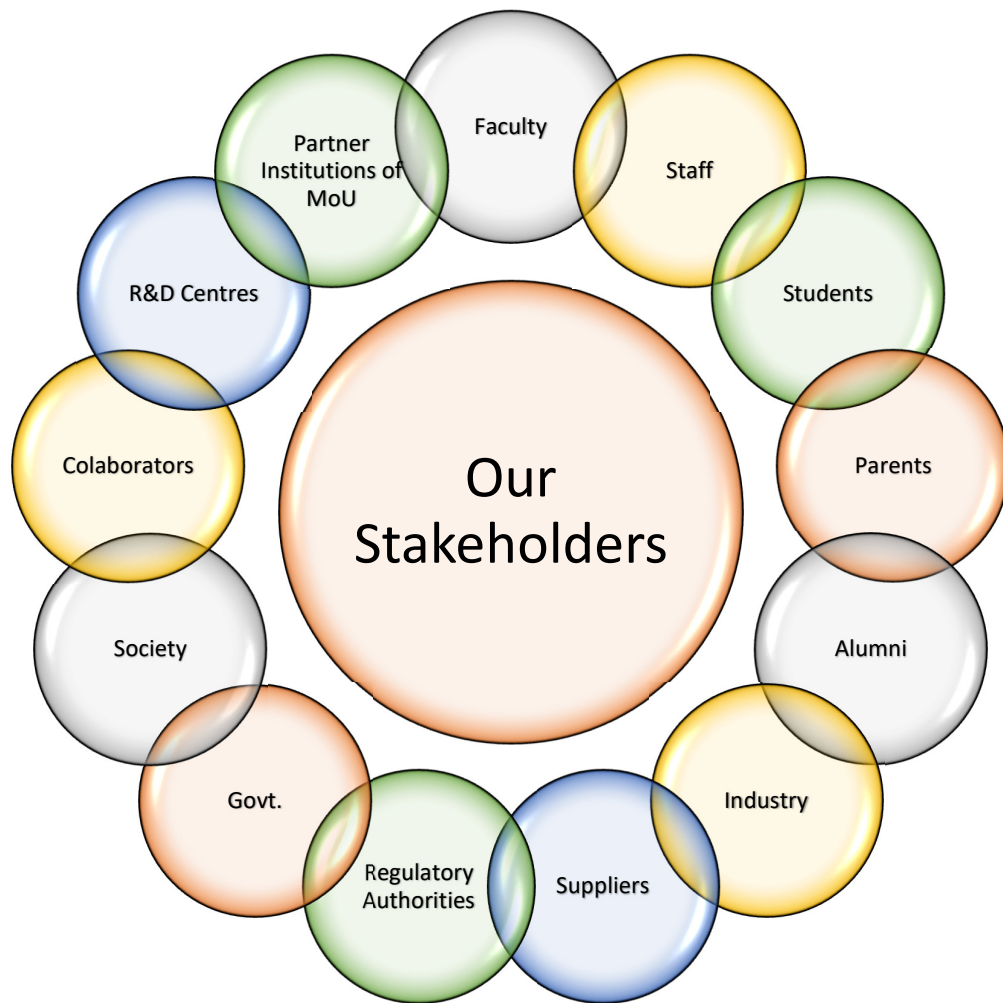 Faculty
Staff
Students
Parents
Alumni
Industry
Suppliers
Regulatory
Authorities
Govt.
Society
Colaborators
R&D Centres
Partner
Institutions of
MoU
Our
Stakeholders